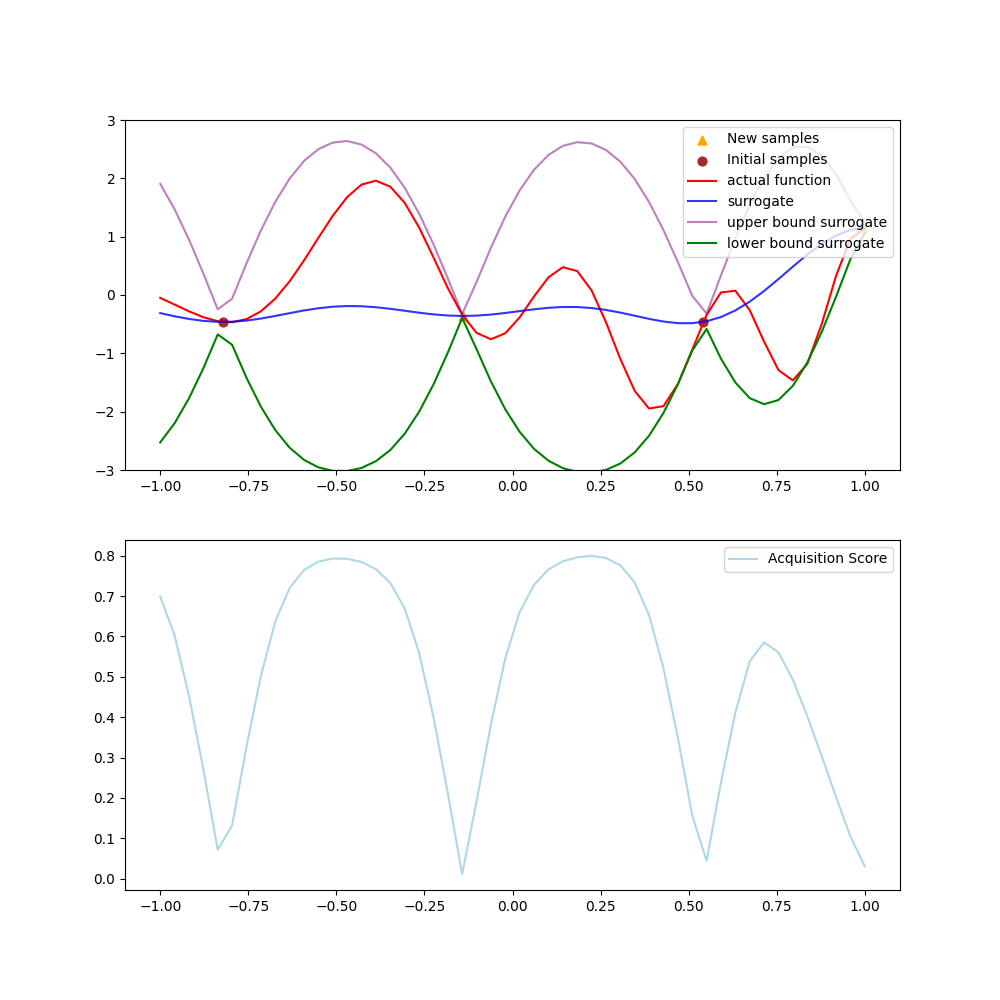 3
2
1
0
−1
−2
−3
New samples
Initial samples
actual function
surrogate
upper bound surrogate
lower bound surrogate
−1.00 −0.75 −0.50 −0.25 0.00 0.25 0.50 0.75 1.00
0.8
0.7
0.6
0.5
0.4
0.3
0.2
0.1
0.0
Acquisition Score
−1.00 −0.75 −0.50 −0.25 0.00 0.25 0.50 0.75 1.00